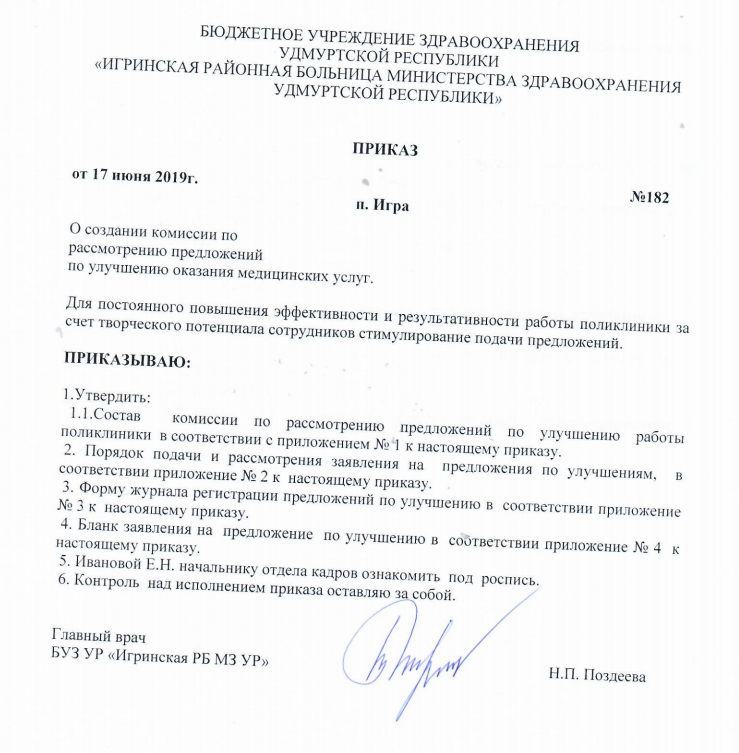 БЮДЖЕТНОЕ УЧРЕЖДЕНИЕ ЗДРАВООХРАНЕНИЯ
УДМУРТСКОЙ РЕСПУБЛИКИ
«ИГРИНСКАЯ РАЙОННАЯ БОЛЬНИЦА МИНИСТЕРСТВА ЗДРАВООХРАНЕНИЯ
УДМУРТСКОЙ РЕСПУБЛИКИ»
ПРИКАЗ
от 17 июня 2019г.
№182
п. Игра
О создании комиссии по
рассмотрению предложений
по улучшению оказания медицинских услуг.
Для постоянного повышения эффективности и результативности работы поликлиники за
счет творческого потенциала сотрудников стимулирование подачи предложений.
ПРИКАЗЫВАЮ:
1.Утвердить:
1.1.Состав комиссии по рассмотрению предложений по улучшению работы
поликлиники в соответствии с приложением № 1 к настоящему приказу.
2. Порядок подачи и рассмотрения заявления на предложения по улучшениям, в
соответствии приложение № 2 к настоящему приказу.
3. Форму журнала регистрации предложений по улучшению в соответствии приложение
№ 3 к настоящему приказу.
4. Бланк заявления на предложение по улучшению в соответствии приложение № 4 к
настоящему приказу.
5. Ивановой Е.Н. начальнику отдела кадров ознакомить под роспись.
6. Контроль над исполнением приказа оставляю за собой.
Главный врач
БУЗ УР «Игринская РБ МЗ УР»
Н.П. Поздеева